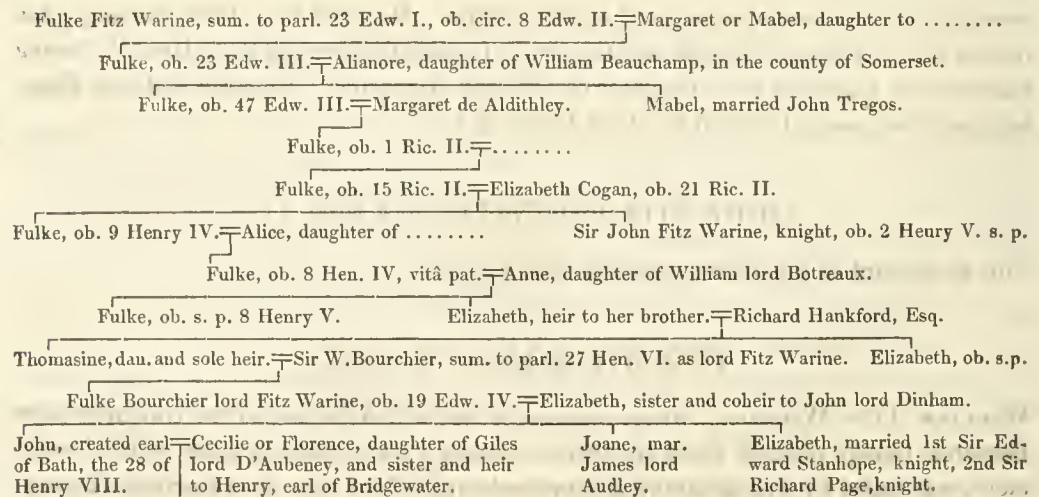 Fulke Fitz Warine, sum. to parl. 23 Edw. I., ob. circ. 8 Edw. II. Margaret or Mabel, daughter to ........
Fulke, ob. 23 Edw. III. Alianore, daughter of William Beauchamp, in the county of Somerset.
Fulke, ob. 47 Edw. III. Margaret de Aldithley. Mabel, married John Tregos.
Fulke, ob. 1 Ric. II. ........
Fulke, ob. 15 Ric. II. Elizabeth Cogan, ob. 21 Ric. II.
Fulke, ob. 9 Henry IV. Alice, daughter of ........ Sir John Fitz Warine, knight, ob. 2 Heury V. s. p.
Fulke, ob. 8 Hen. IV, vitâ pat. Anne, daughter of William lord Botreaux.
Fulke, ob. s. p. 8 Henry V. Elizabeth, heir to her brother. Richard Hankford, Esq.
Thomasine, dau. and sole heir. Sir W. Bourchier, sum. to parl. 27 Hen. VI. as lord Fitz Warine. Elizabeth, ob. s.p.
Fulke Bourchier lord Fitz Warine, ob. 19 Edw. IV. Elizabeth, sister and coheir to John lord Dinham.
John, created earl Cecilie or Florence, daughter of Giles Joane, mar. Elizabeth, married 1st Sir Ed-
of Bath, the 28 of lord D'Aubeney, and sister and heir James lord ward Stanhope, knight, 2nd Sir
Henry VIII. to Henry, earl of Bridgewater. Audley. Richard Page, knight.